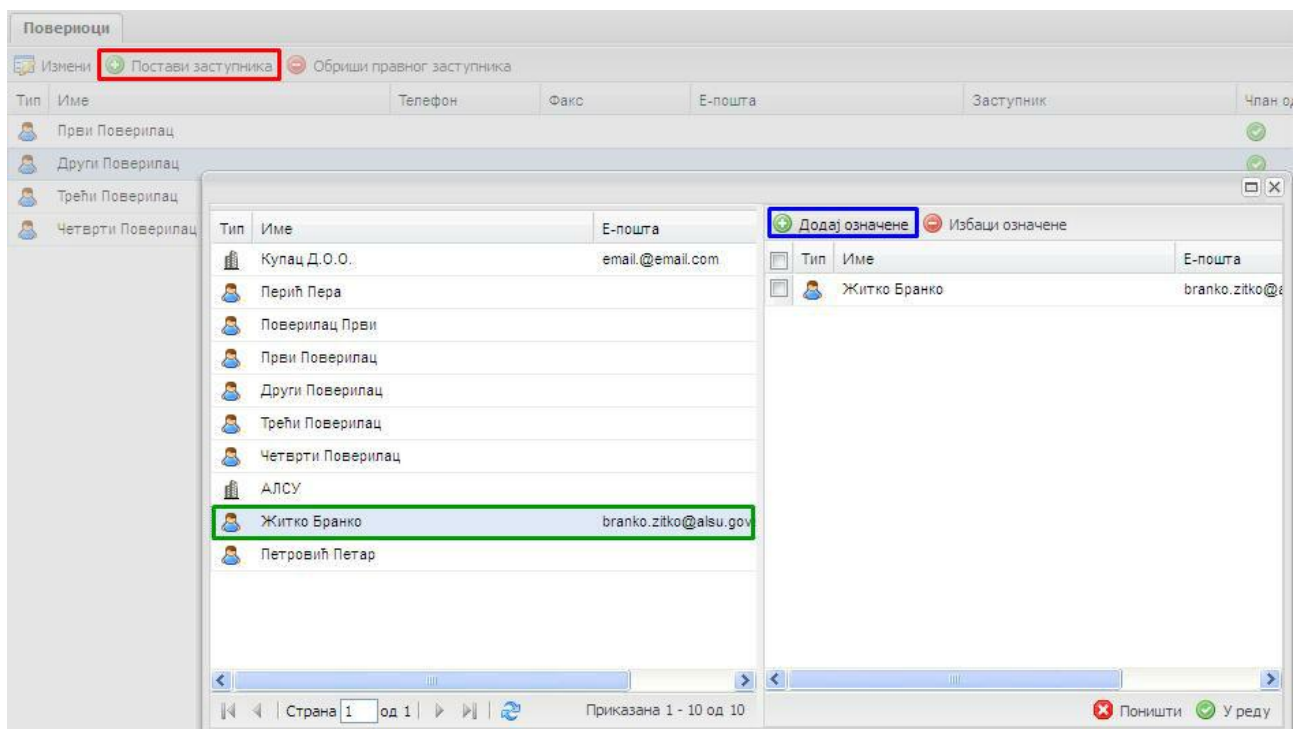 Повериоци
Измени Постави заступника Обриши правног заступника
Тип Име Телефон Факс Е-пошта Заступник Члан од
Први Поверилац
Други Поверилац
Трећи Поверилац
Четврти Поверилац
Тип Име Е-пошта
Купац Д.О.О. email.@email.com
Перић Пера
Поверилац Први
Први Поверилац
Други Поверилац
Трећи Поверилац
Четврти Поверилац
АЛСУ
Житко Бранко branko.zitko@alsu.gov
Петровић Петар
Страна 1 од 1 Приказана 1 - 10 од 10
Додај означене Избаци означене
Тип Име Е-пошта
Житко Бранко branko.zitko@a
Поништи У реду